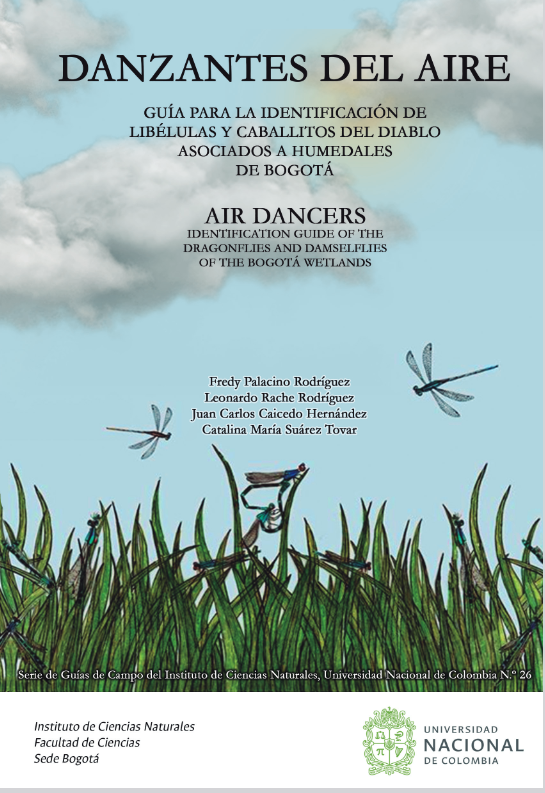 DANZANTES DEL AIRE
GUÍA PARA LA IDENTIFICACIÓN DE
LIBÉLULAS Y CABALLITOS DEL DIABLO
ASOCIADOS A HUMEDALES
DE BOGOTÁ
AIR DANCERS
IDENTIFICATION GUIDE OF THE
DRAGONFLIES AND DAMSELFLIES
OF THE BOGOTÁ WETLANDS
Fredy Palacino Rodríguez
Leonardo Rache Rodríguez
Juan Carlos Caicedo Hernández
Catalina María Suárez Tovar
Serie de Guías de Campo del Instituto de Ciencias Naturales, Universidad Nacional de Colombia N.º 26
Instituto de Ciencias Naturales
Facultad de Ciencias
Sede Bogotá
UNIVERSIDAD
NACIONAL
DE COLOMBIA